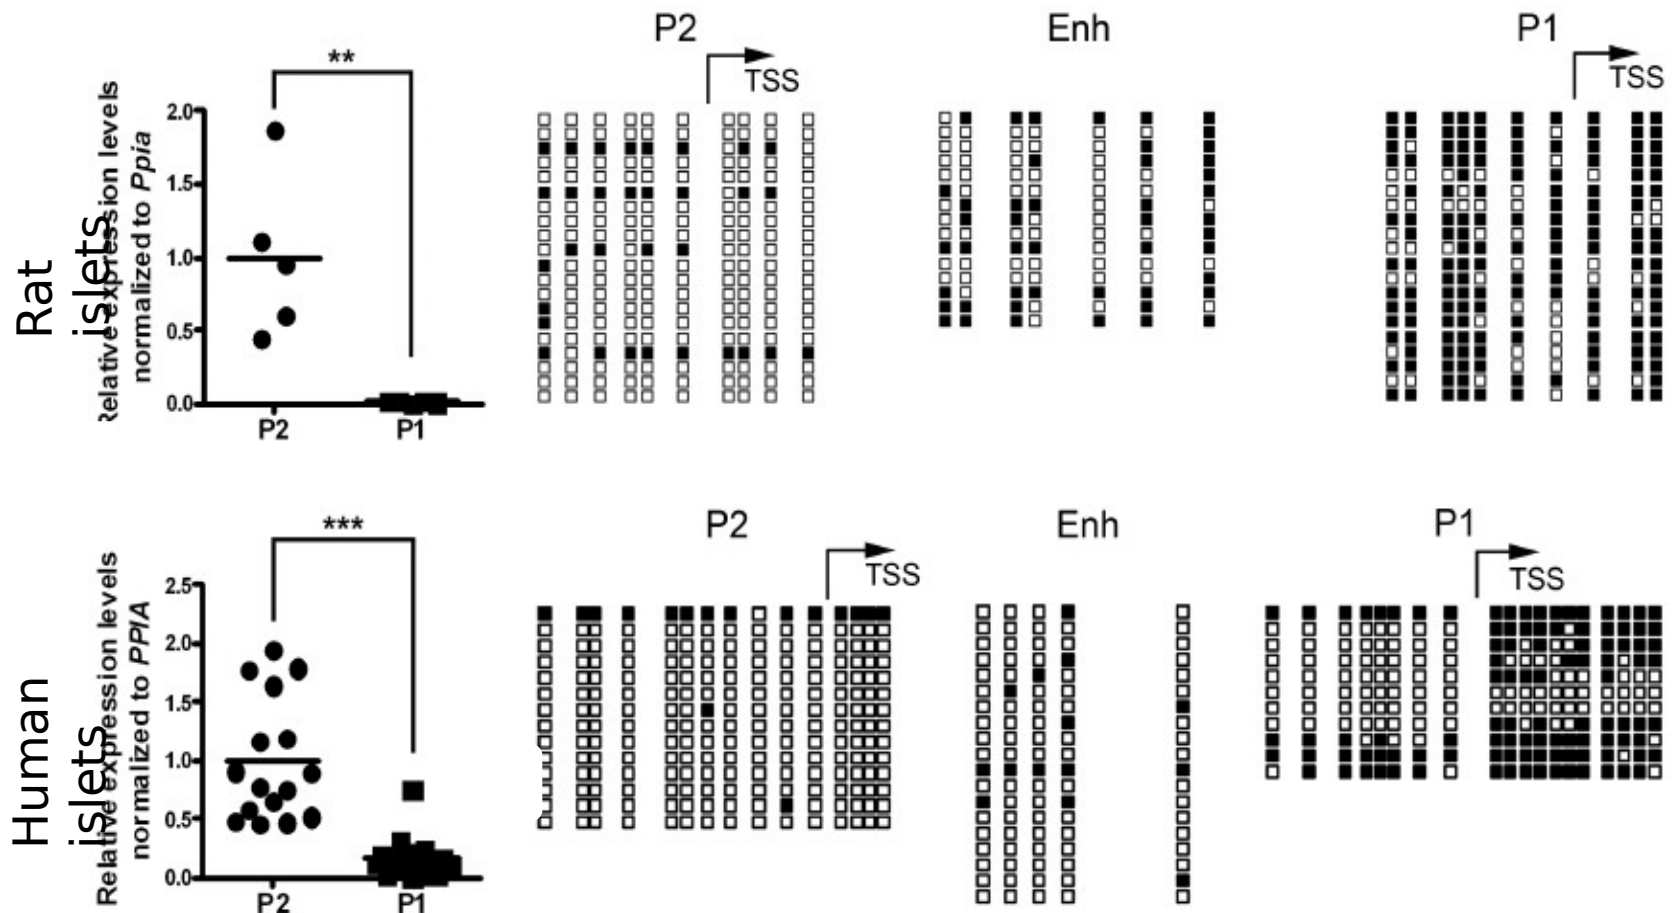 Rat
islets
Relative expression levels
normalized to Ppia
2.0
1.5
1.0
0.5
0.0
**
P2
P1
P2
TSS
Enh
P1
TSS
Human
islets
Relative expression levels
normalized to PPIA
2.5
2.0
1.5
1.0
0.5
0.0
***
P2
P1
P2
TSS
Enh
P1
TSS